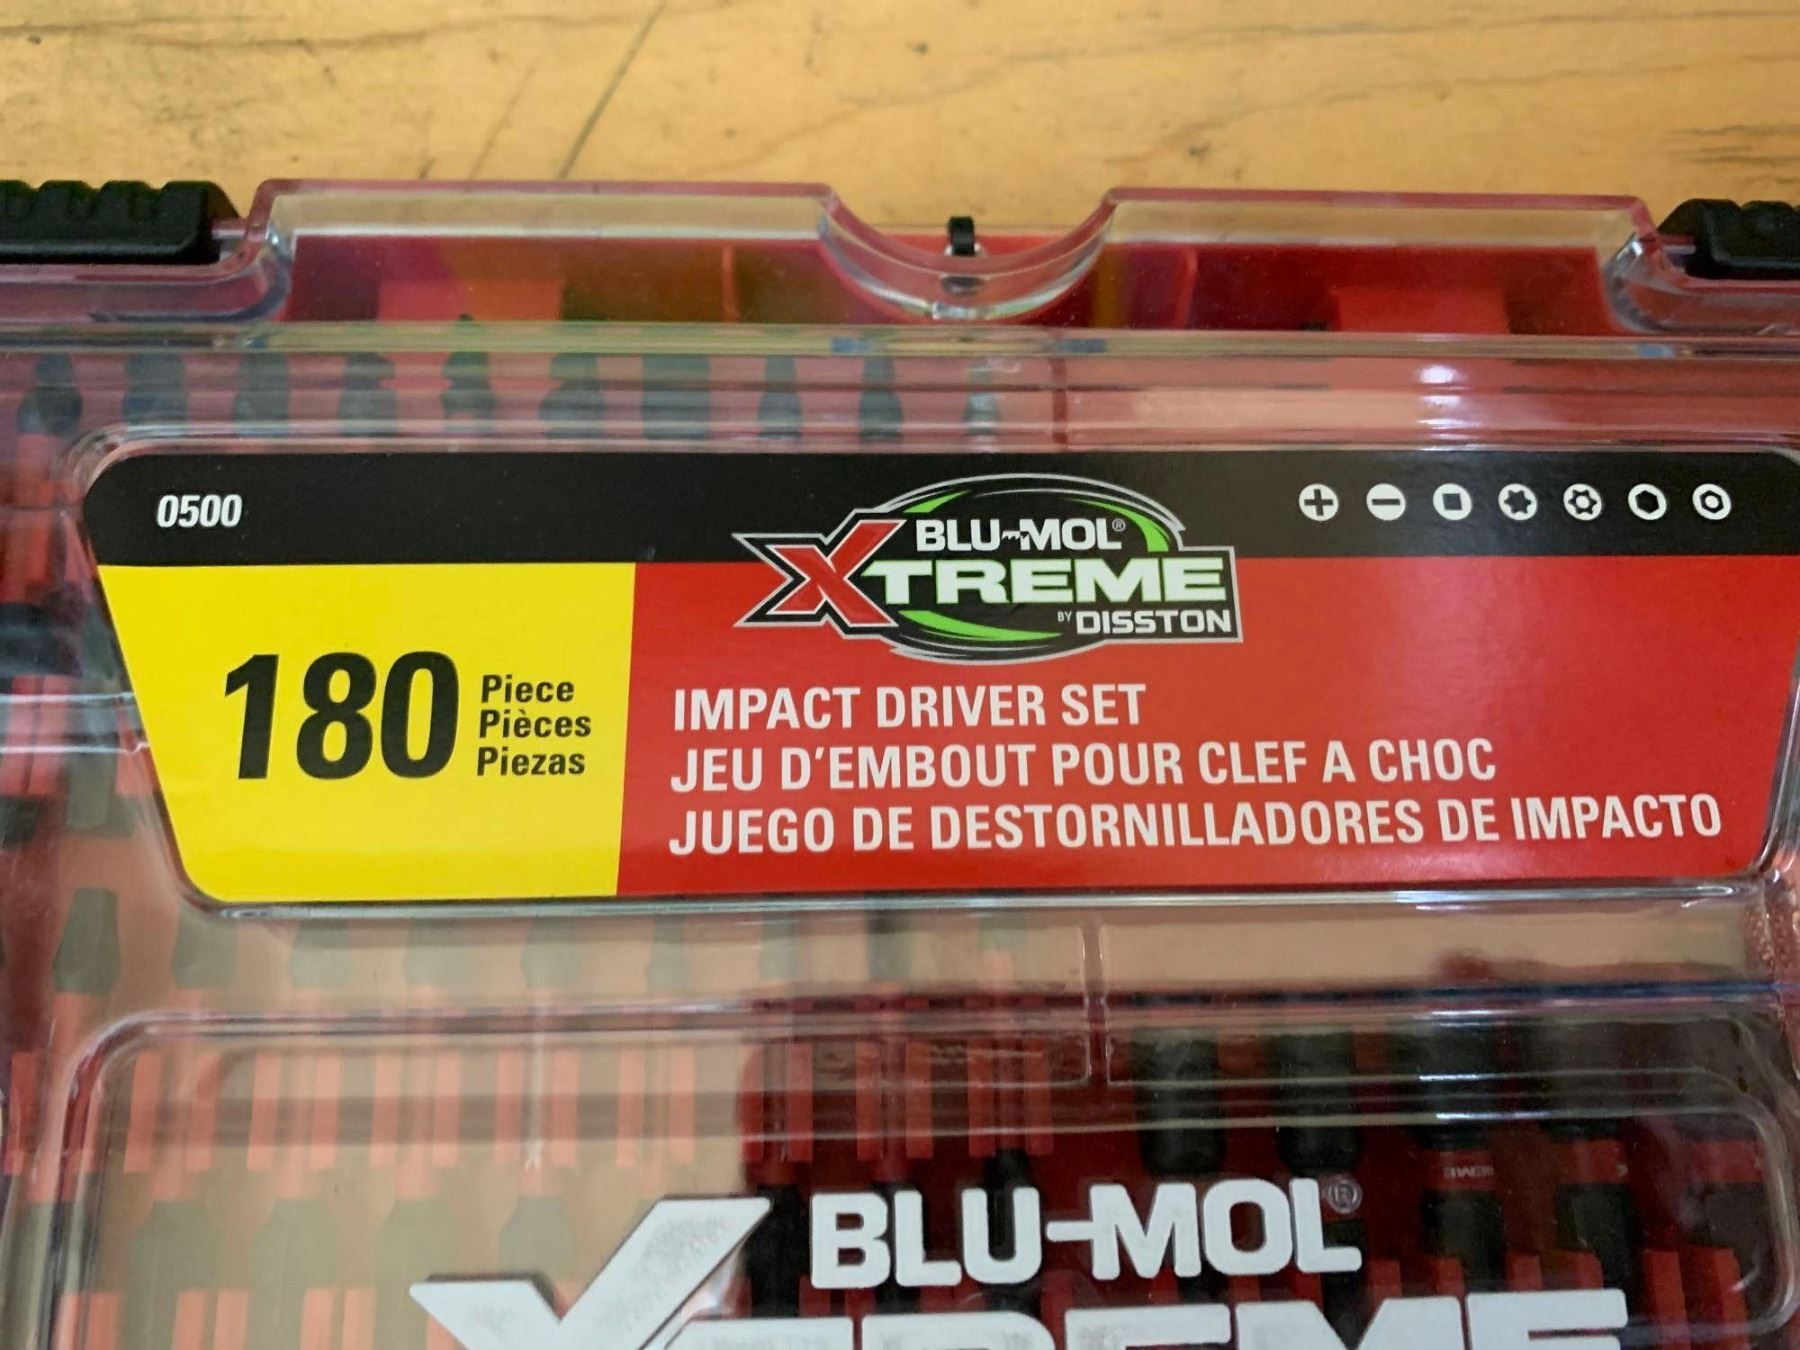 0500
BLU-MOL®
XTREME
BY DISSTON
180 Piece
Pièces
Piezas
IMPACT DRIVER SET
JEU D'EMBOUT POUR CLEF A CHOC
JUEGO DE DESTORNILLADORES DE IMPACTO
BLU-MOL®
XTREME